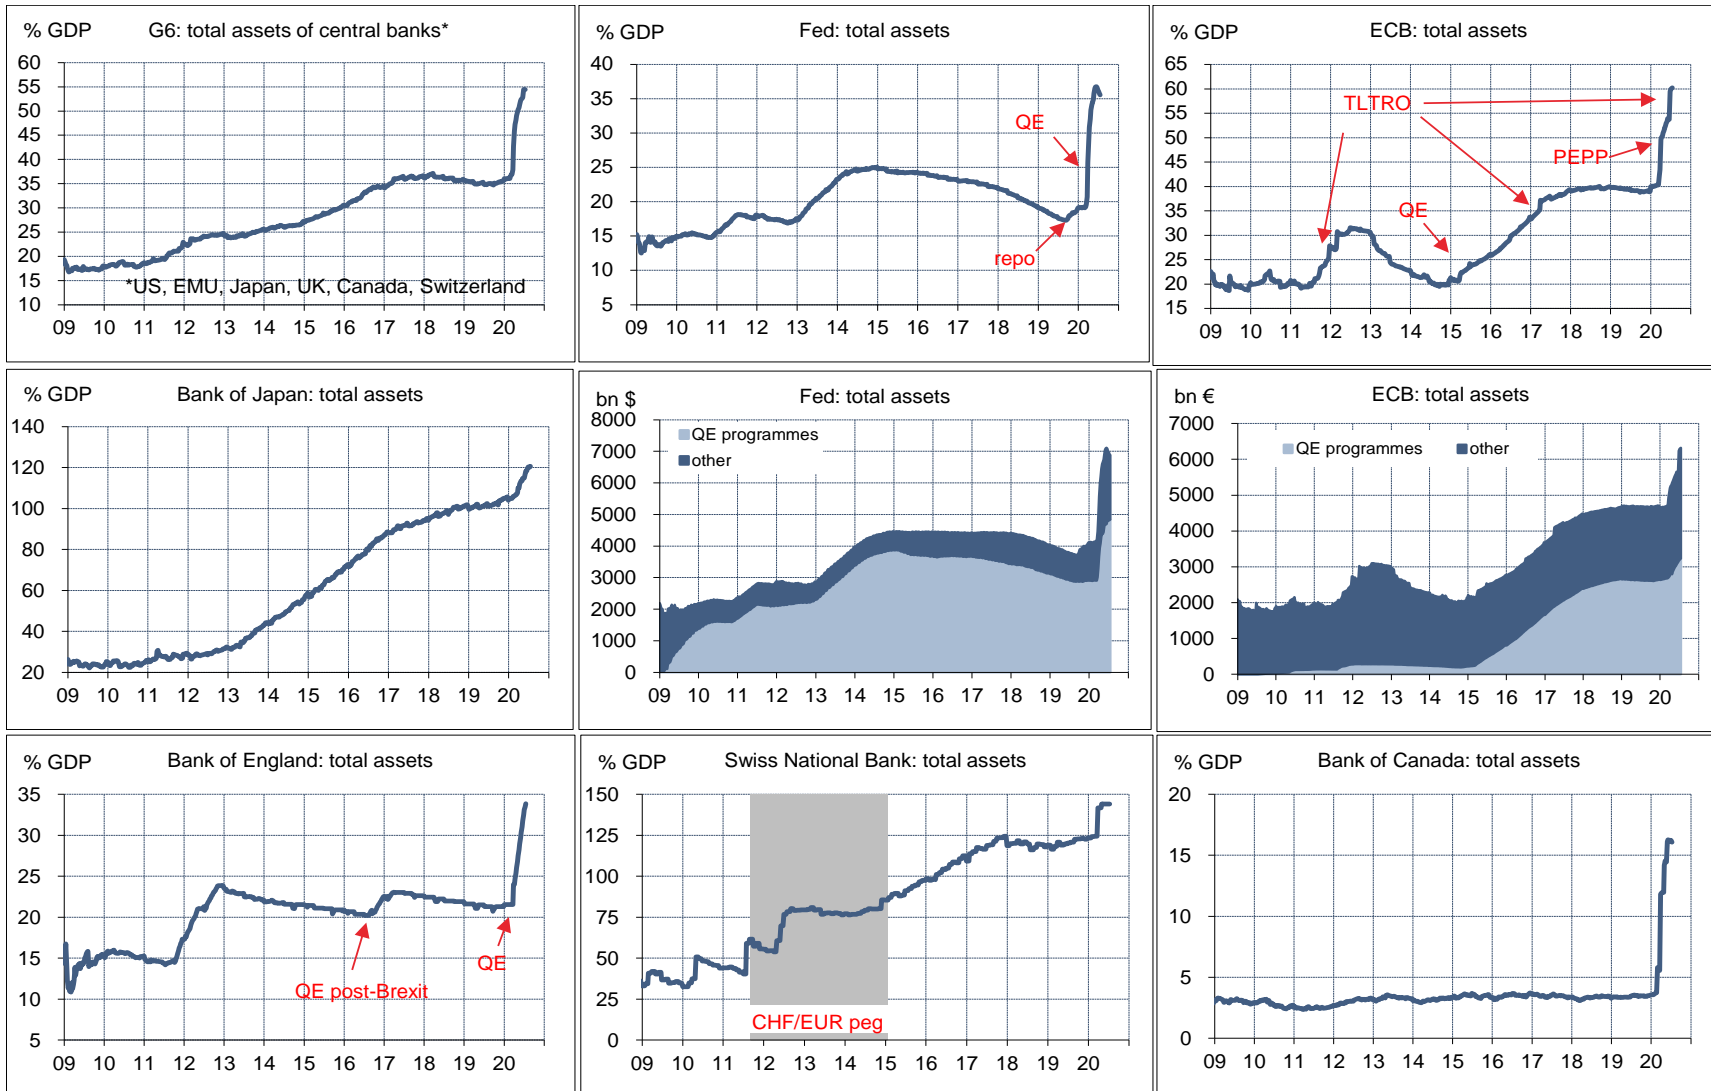 % GDP
G6: total assets of central banks*
60
55
50
45
40
35
30
25
20
15
10
*US, EMU, Japan, UK, Canada, Switzerland
09 10 11 12 13 14 15 16 17 18 19 20
% GDP
Fed: total assets
40
35
30
25
20
15
10
5
QE
repo
09 10 11 12 13 14 15 16 17 18 19 20
% GDP
ECB: total assets
65
60
55
50
45
40
35
30
25
20
15
TLTRO
PEPP
QE
09 10 11 12 13 14 15 16 17 18 19 20
% GDP
Bank of Japan: total assets
140
120
100
80
60
40
20
09 10 11 12 13 14 15 16 17 18 19 20
bn $
Fed: total assets
8000
7000
6000
5000
4000
3000
2000
1000
0
QE programmes
other
09 10 11 12 13 14 15 16 17 18 19 20
bn €
ECB: total assets
7000
6000
5000
4000
3000
2000
1000
0
QE programmes other
09 10 11 12 13 14 15 16 17 18 19 20
% GDP
Bank of England: total assets
35
30
25
20
15
10
5
QE
QE post-Brexit
09 10 11 12 13 14 15 16 17 18 19 20
% GDP
Swiss National Bank: total assets
150
125
100
75
50
25
0
CHF/EUR peg
09 10 11 12 13 14 15 16 17 18 19 20
% GDP
Bank of Canada: total assets
20
15
10
5
0
09 10 11 12 13 14 15 16 17 18 19 20